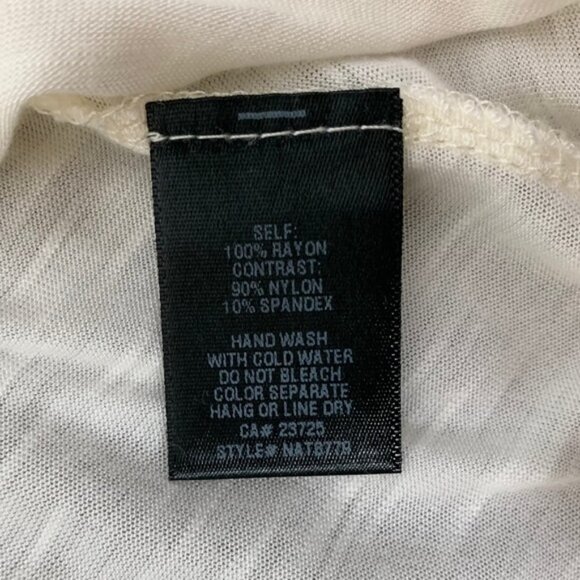 SELF:
100% RAYON
CONTRAST:
90% NYLON
10% SPANDEX
HAND WASH
WITH COLD WATER
DO NOT BLEACH
COLOR SEPARATE
HANG OR LINE DRY
CA# 23725
STYLE#